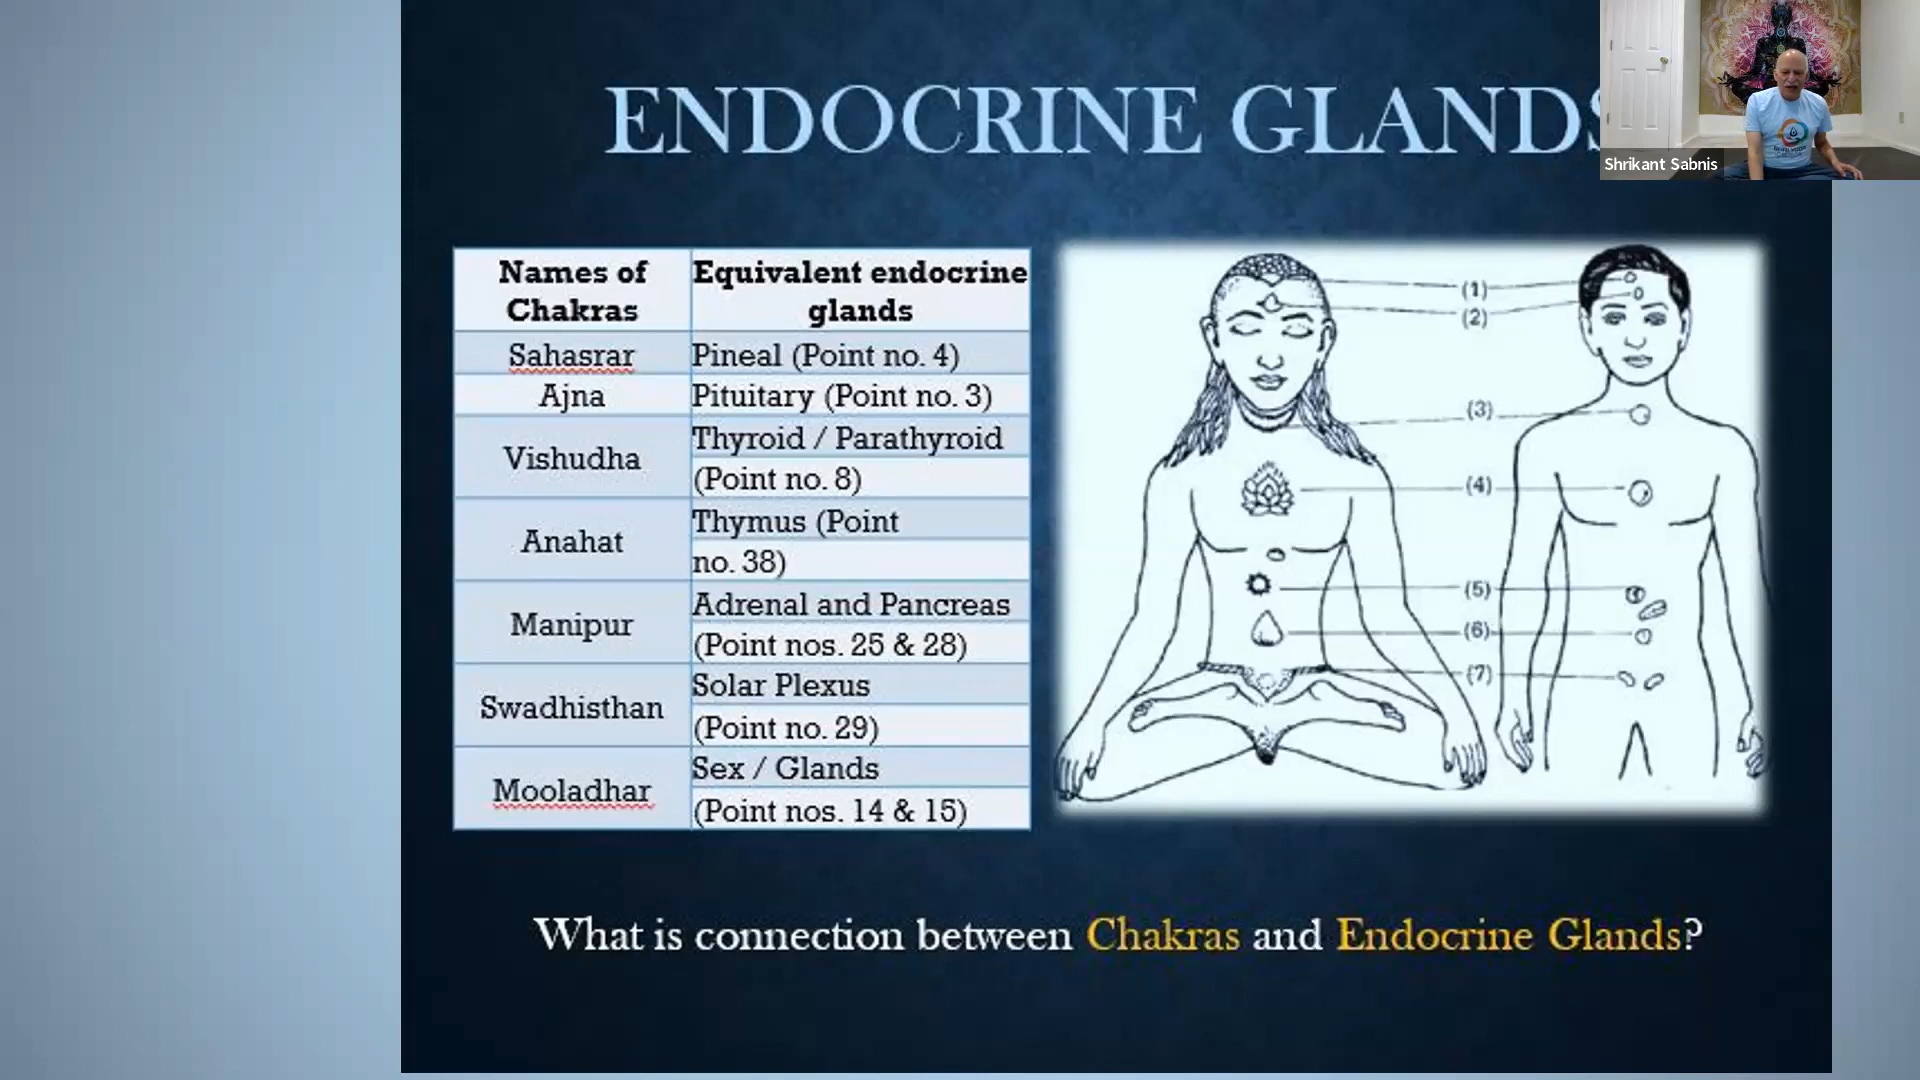 ENDOCRINE GLANDS
Shrikant Sabnis
Names of
Chakras
Equivalent endocrine
glands
Sahasrar
Pineal (Point no. 4)
Ajna
Pituitary (Point no. 3)
Vishudha
Thyroid / Parathyroid
(Point no. 8)
Anahat
Thymus (Point
no. 38)
Manipur
Adrenal and Pancreas
(Point nos. 25 & 28)
Swadhisthan
Solar Plexus
(Point no. 29)
Mooladhar
Sex / Glands
(Point nos. 14 & 15)
(1)
(2)
(3)
(4)
(5)
(6)
(7)
What is connection between Chakras and Endocrine Glands?